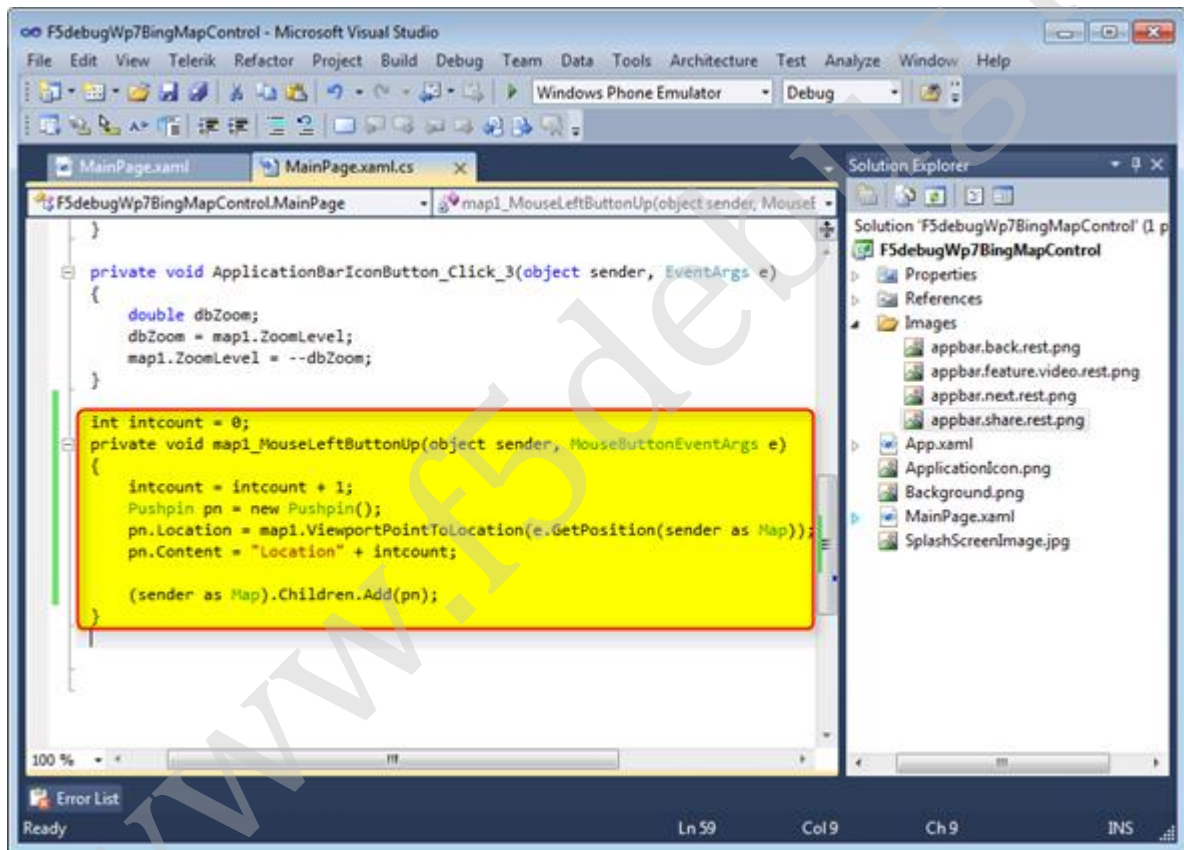 F5debugWp7BingMapControl - Microsoft Visual Studio
File Edit View Telerik Refactor Project Build Debug Team Data Tools Architecture Test Analyze Window Help
Windows Phone Emulator Debug
MainPage.xaml MainPage.xaml.cs
F5debugWp7BingMapControl.MainPage map1_MouseLeftButtonUp(object sender, MouseE
}
private void ApplicationBarIconButton_Click_3(object sender, EventArgs e)
{
double dbZoom;
dbZoom = map1.ZoomLevel;
map1.ZoomLevel = --dbZoom;
}
int intcount = 0;
private void map1_MouseLeftButtonUp(object sender, MouseButtonEventArgs e)
{
intcount = intcount + 1;
Pushpin pn = new Pushpin();
pn.Location = map1.ViewportPointToLocation(e.GetPosition(sender as Map));
pn.Content = "Location" + intcount;
(sender as Map).Children.Add(pn);
}
100 %
Solution Explorer
Solution 'F5debugWp7BingMapControl' (1 p
F5debugWp7BingMapControl
Properties
References
Images
appbar.back.rest.png
appbar.feature.video.rest.png
appbar.next.rest.png
appbar.share.rest.png
App.xaml
ApplicationIcon.png
Background.png
MainPage.xaml
SplashScreenImage.jpg
Error List
Ready Ln 59 Col 9 Ch 9 INS